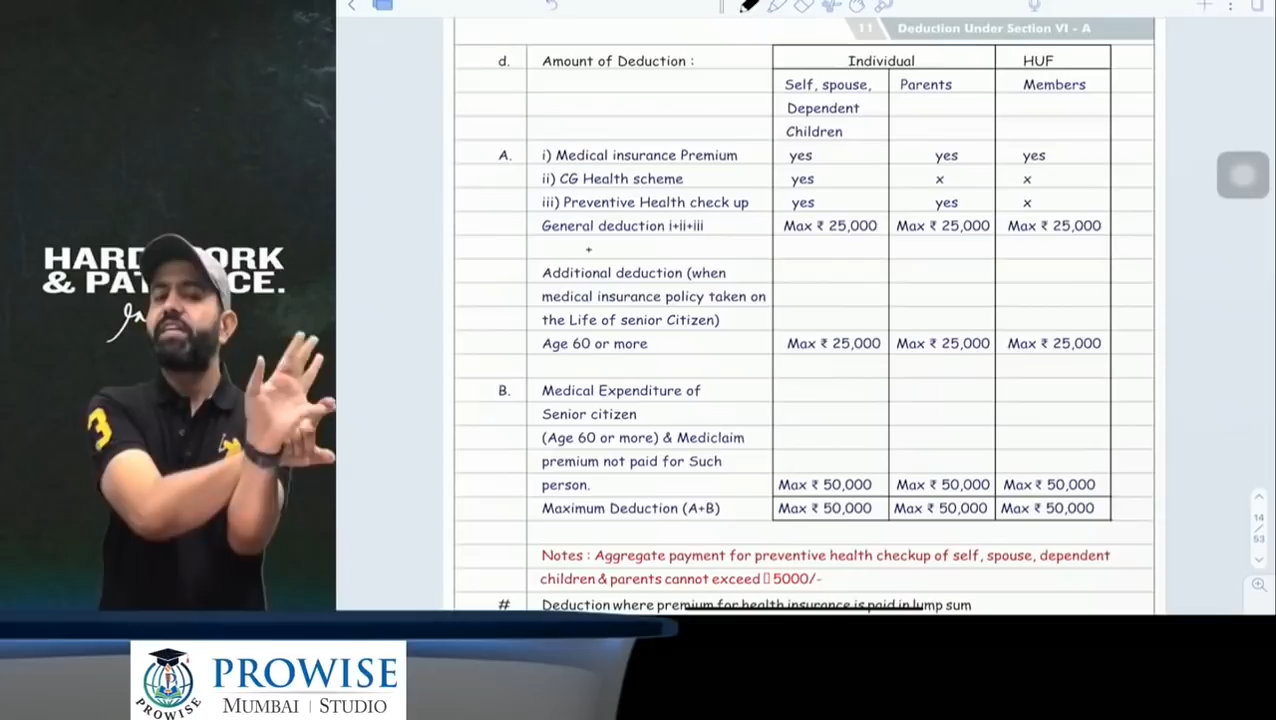 11 Deduction Under Section VI - A
d. Amount of Deduction : Individual HUF
Self, spouse, Parents Members
Dependent
Children
A. i) Medical insurance Premium yes yes yes
ii) CG Health scheme yes x x
iii) Preventive Health check up yes yes x
General deduction i+ii+iii Max ₹ 25,000 Max ₹ 25,000 Max ₹ 25,000
+
Additional deduction (when
medical insurance policy taken on
the Life of senior Citizen)
Age 60 or more Max ₹ 25,000 Max ₹ 25,000 Max ₹ 25,000
B. Medical Expenditure of
Senior citizen
(Age 60 or more) & Mediclaim
premium not paid for Such
person. Max ₹ 50,000 Max ₹ 50,000 Max ₹ 50,000
Maximum Deduction (A+B) Max ₹ 50,000 Max ₹ 50,000 Max ₹ 50,000
Notes : Aggregate payment for preventive health checkup of self, spouse, dependent
children & parents cannot exceed ▯ 5000/-
# Deduction where premium for health insurance is paid in lump sum
14
/
53
HARD
& PAT CE.
3
PROWISE
PROWISE
MUMBAI | STUDIO